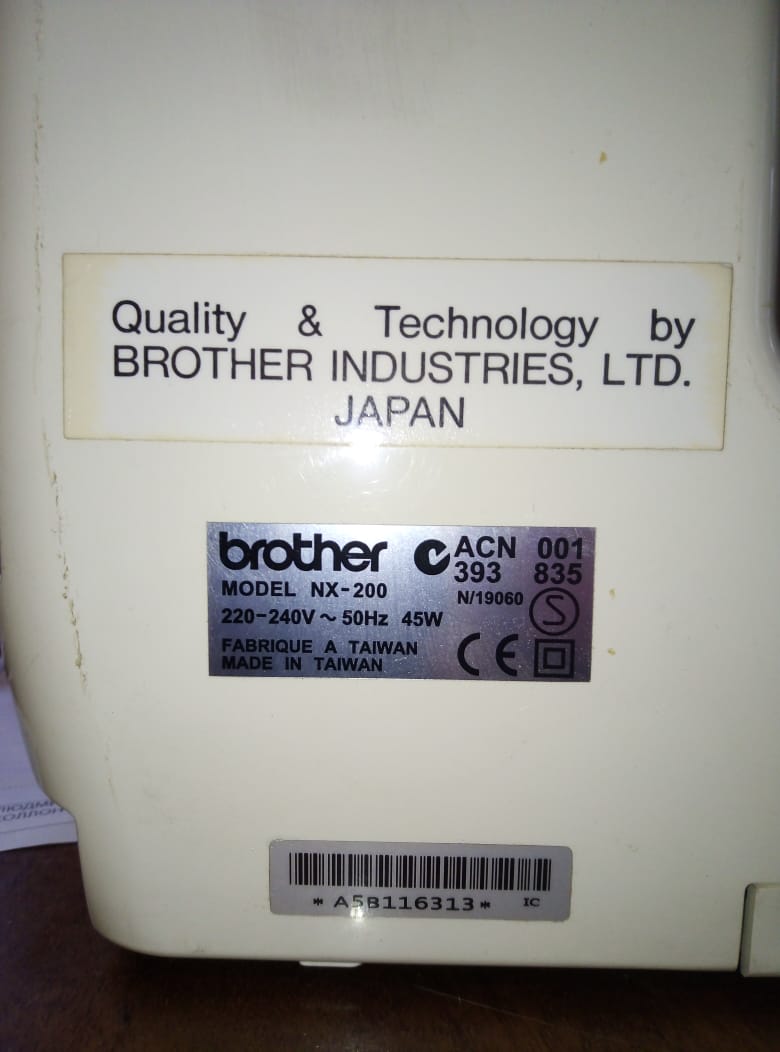 Quality & Technology by
BROTHER INDUSTRIES, LTD.
JAPAN
brother
ACN 001
393 835
MODEL NX-200
N/19060
S
220-240V ~ 50Hz 45W
FABRIQUE A TAIWAN
MADE IN TAIWAN
CE
* A5B116313 *
IC